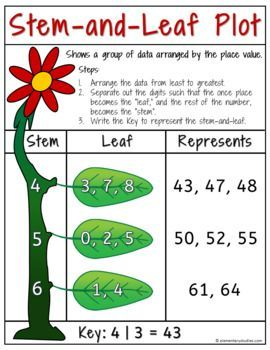 Stem-and-Leaf Plot
Shows a group of data arranged by the place value.
Steps:
1. Arrange the data from least to greatest.
2. Separate out the digits such that the once place
becomes the "leaf," and the rest of the number,
becomes the "stem".
3. Write the Key to represent the stem-and-leaf.
Stem Leaf Represents
4 3, 7, 8 43, 47, 48
5 0, 2, 5 50, 52, 55
6 1, 4 61, 64
Key: 4 | 3 = 43
© elementarystudies.com